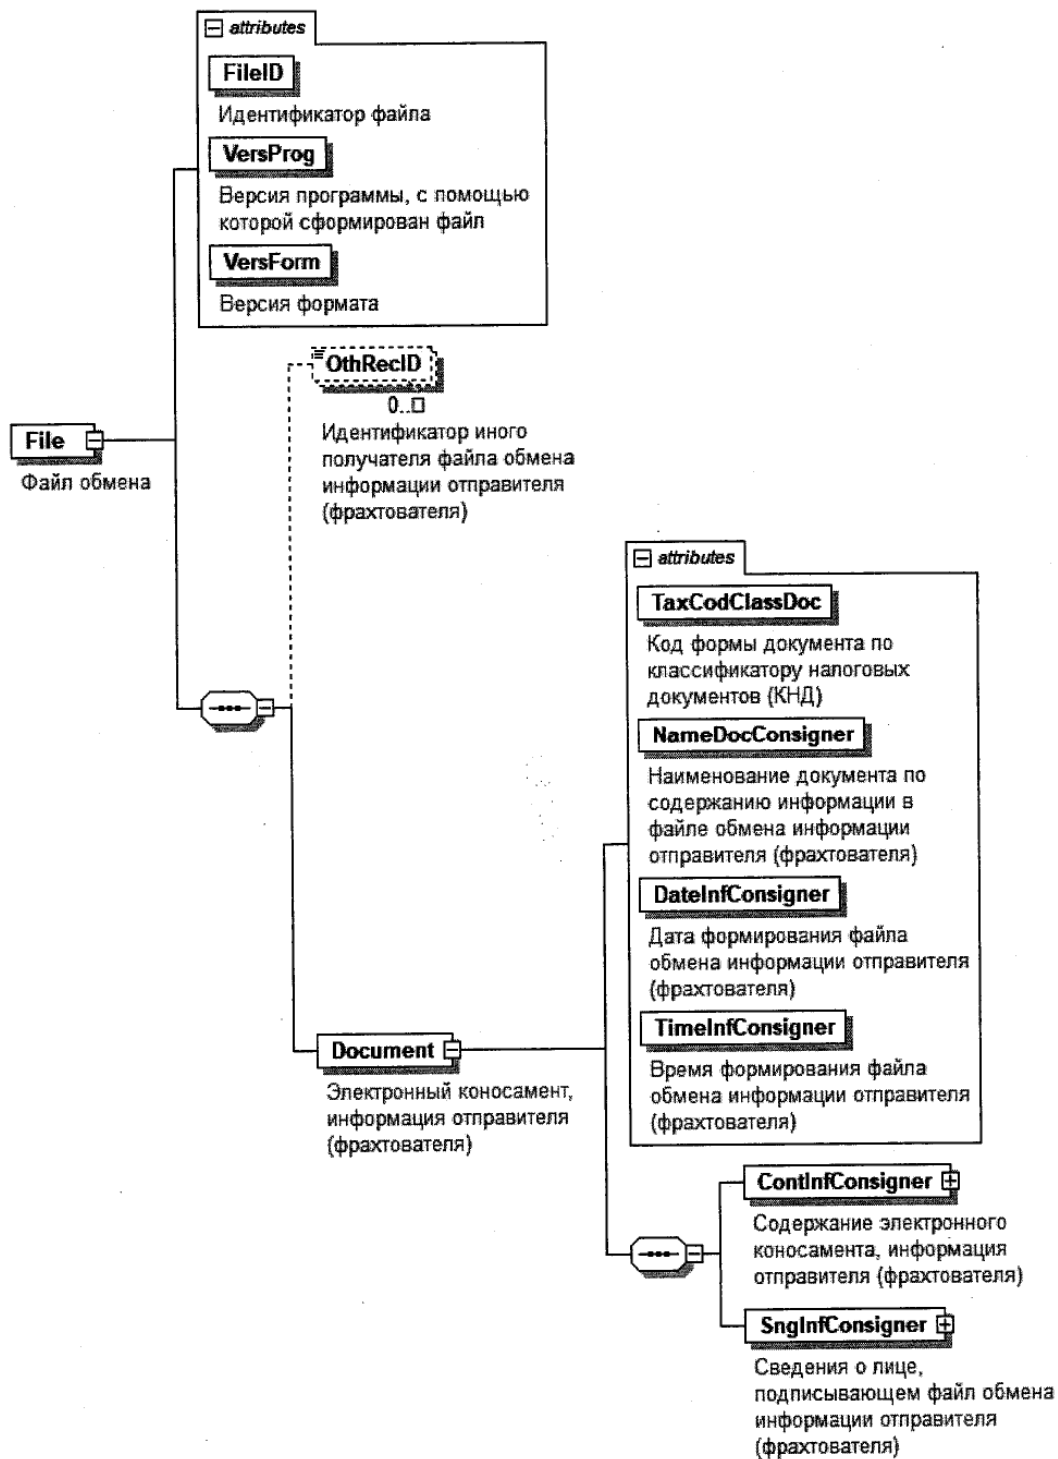 attributes
FileID
Идентификатор файла
VersProg
Версия программы, с помощью
которой сформирован файл
VersForm
Версия формата
OthRecID
0..□
Идентификатор иного
получателя файла обмена
информации отправителя
(фрахтователя)
File
Файл обмена
attributes
TaxCodClassDoc
Код формы документа по
классификатору налоговых
документов (КНД)
NameDocConsigner
Наименование документа по
содержанию информации в
файле обмена информации
отправителя (фрахтователя)
DateInfConsigner
Дата формирования файла
обмена информации отправителя
(фрахтователя)
TimeInfConsigner
Время формирования файла
обмена информации отправителя
(фрахтователя)
Document
Электронный коносамент,
информация отправителя
(фрахтователя)
ContInfConsigner
Содержание электронного
коносамента, информация
отправителя (фрахтователя)
SngInfConsigner
Сведения о лице,
подписывающем файл обмена
информации отправителя
(фрахтователя)